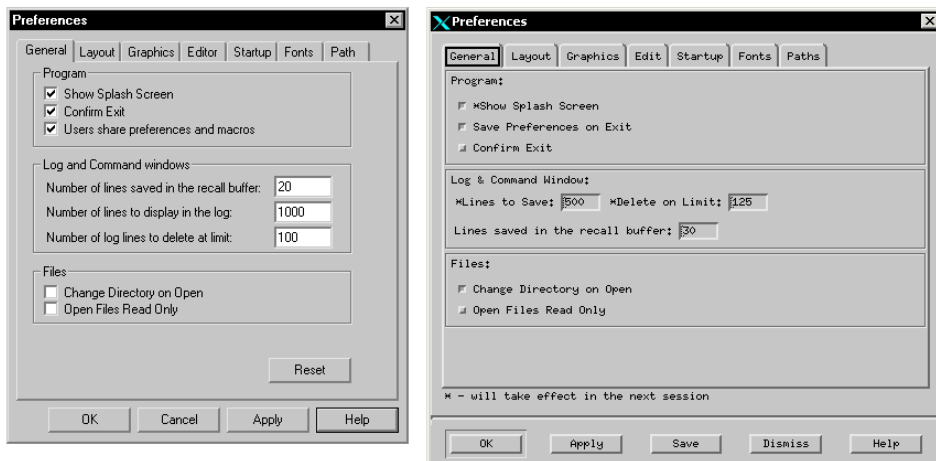 Preferences
General Layout Graphics Editor Startup Fonts Path
Program
Show Splash Screen
Confirm Exit
Users share preferences and macros
Log and Command windows
Number of lines saved in the recall buffer: 20
Number of lines to display in the log: 1000
Number of log lines to delete at limit: 100
Files
Change Directory on Open
Open Files Read Only
Reset
OK Cancel Apply Help
Preferences
General Layout Graphics Edit Startup Fonts Paths
Program:
*Show Splash Screen
Save Preferences on Exit
Confirm Exit
Log & Command Window:
*Lines to Save: 500 *Delete on Limit: 125
Lines saved in the recall buffer: 30
Files:
Change Directory on Open
Open Files Read Only
* - will take effect in the next session
OK Apply Save Dismiss Help